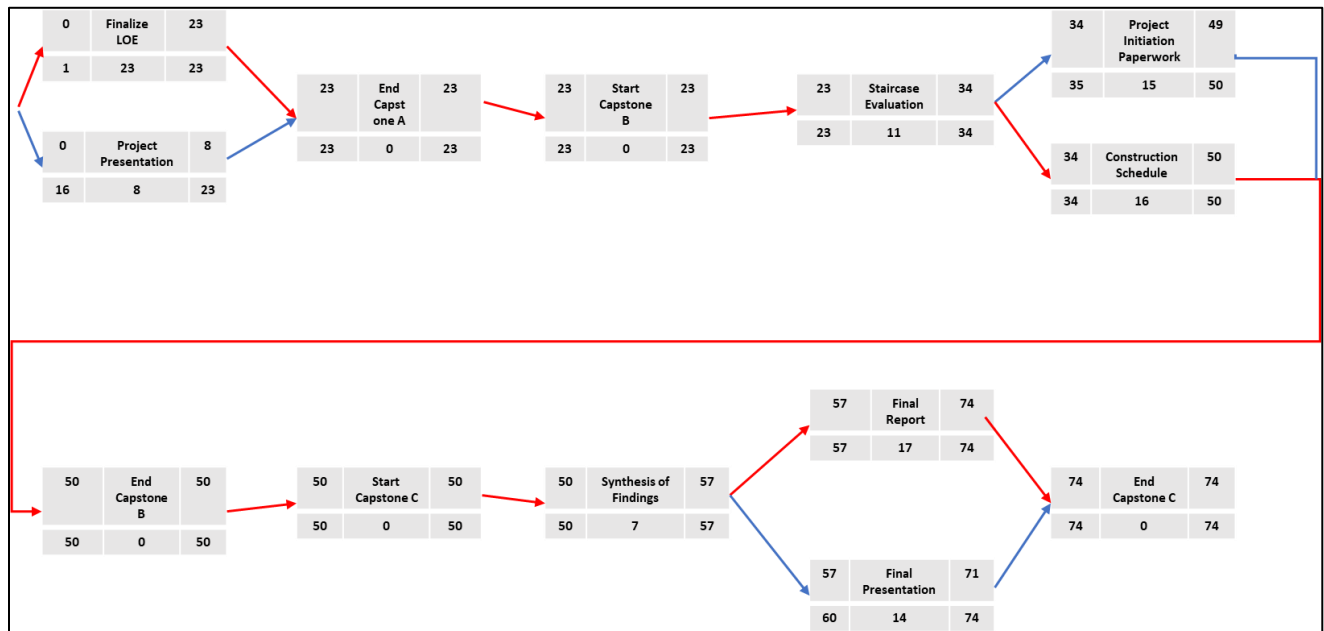 0 Finalize 23
LOE
1 23 23
0 Project 8
Presentation
16 8 23
23 End 23
Capst
one A
23 0 23
23 Start 23
Capstone
B
23 0 23
23 Staircase 34
Evaluation
23 11 34
34 Project 49
Initiation
Paperwork
35 15 50
34 Construction 50
Schedule
34 16 50
50 End 50
Capstone
B
50 0 50
50 Start 50
Capstone C
50 0 50
50 Synthesis of 57
Findings
50 7 57
57 Final 74
Report
57 17 74
57 Final 71
Presentation
60 14 74
74 End 74
Capstone C
74 0 74